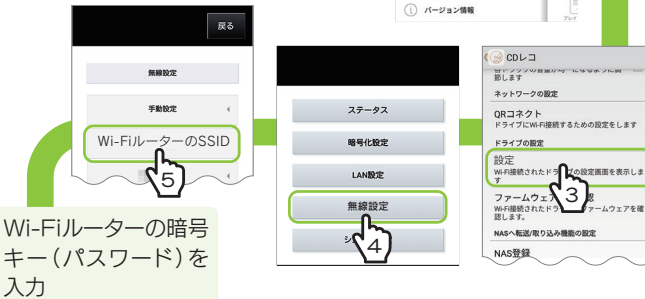 バージョン情報
CDレコ
節します
ネットワークの設定
QRコネクト
ドライブにWi-Fi接続するための設定をします
ドライブの設定
設定
Wi-Fi接続されたドライブの設定画面を表示しま
す
3
ファームウェア
Wi-Fi接続されたドラ
ファームウェアを確
認します。
NASへ転送/取り込み機能の設定
NAS登録
ステータス
暗号化設定
LAN設定
無線設定
4
戻る
無線設定
手動設定
Wi-FiルーターのSSID
5
Wi-Fiルーターの暗号
キー（パスワード）を
入力